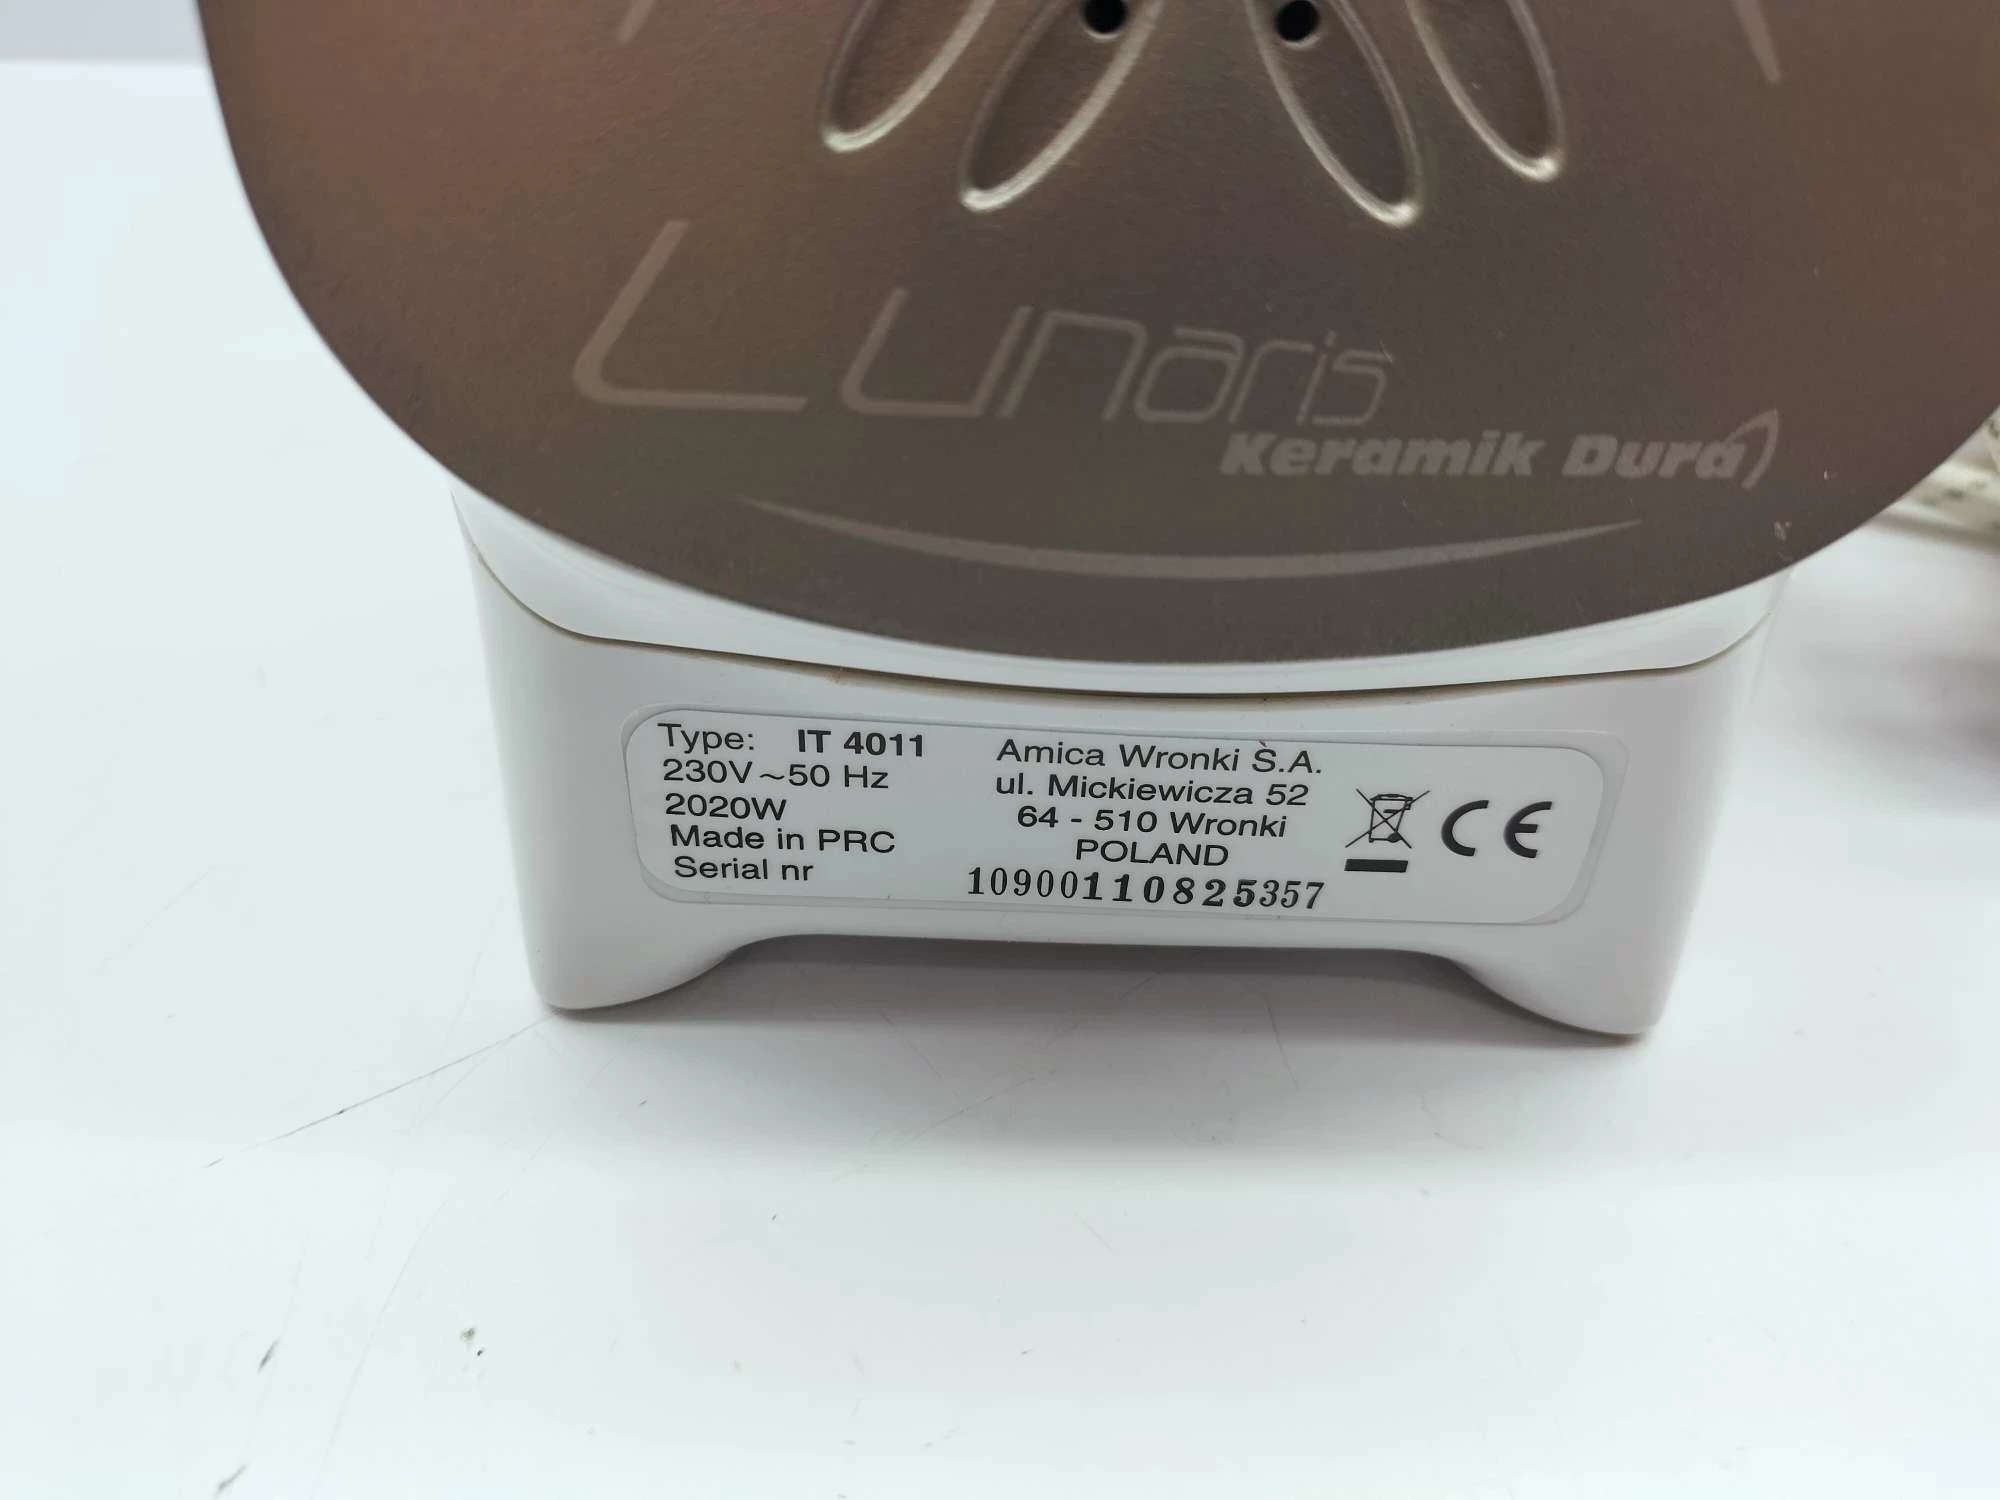 Lunaris
Keramik Dura
Type: IT 4011
230V~50 Hz
2020W
Made in PRC
Serial nr
Amica Wronki S.A.
ul. Mickiewicza 52
64 - 510 Wronki
POLAND
10900110825357
CE